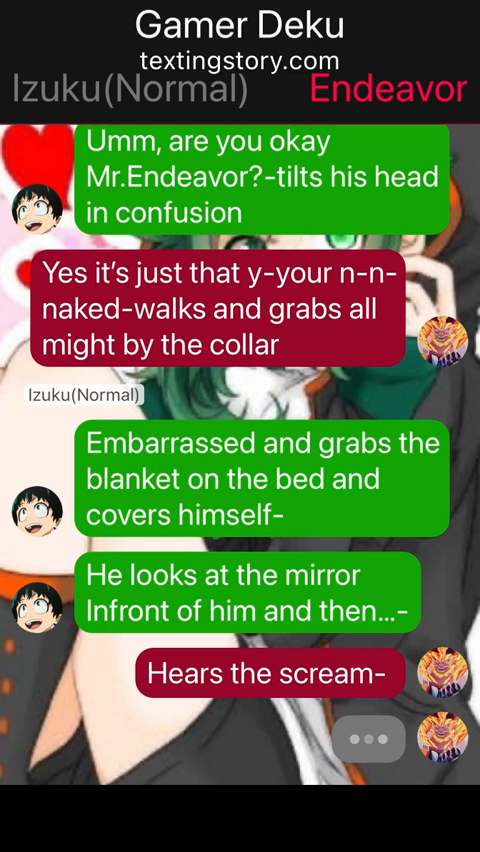 Gamer Deku
textingstory.com
Izuku(Normal)
Endeavor
Umm, are you okay
Mr.Endeavor?-tilts his head
in confusion
Yes it’s just that y-your n-n-
naked-walks and grabs all
might by the collar
Izuku(Normal)
Embarrassed and grabs the
blanket on the bed and
covers himself-
He looks at the mirror
Infront of him and then...-
Hears the scream-